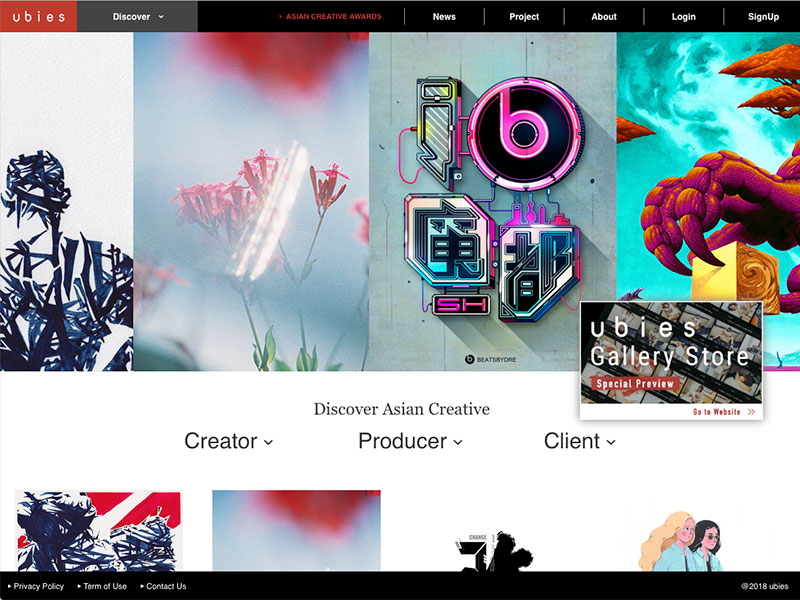 ubies
Discover
ASIAN CREATIVE AWARDS
News
Project
About
Login
SignUp
b
SH
b BEATSBYDRE
ubies
Gallery Store
Special Preview
Go to Website
Discover Asian Creative
Creator
Producer
Client
CHANGE
Privacy Policy
Term of Use
Contact Us
@2018 ubies